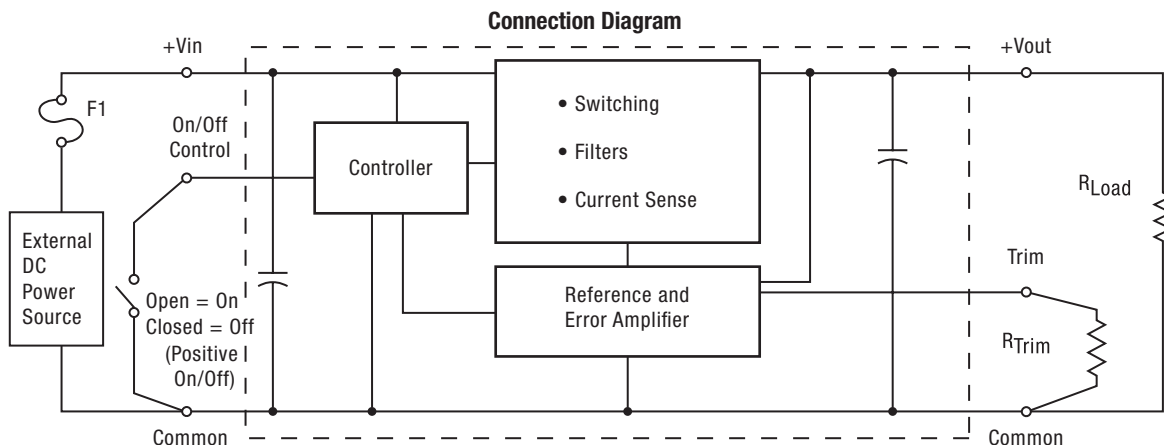 Connection Diagram
+Vin
+Vout
F1
On/Off
Control
Controller
• Switching
• Filters
• Current Sense
RLoad
External
DC
Power
Source
Open = On
Closed = Off
(Positive
On/Off)
Reference and
Error Amplifier
Trim
RTrim
Common
Common